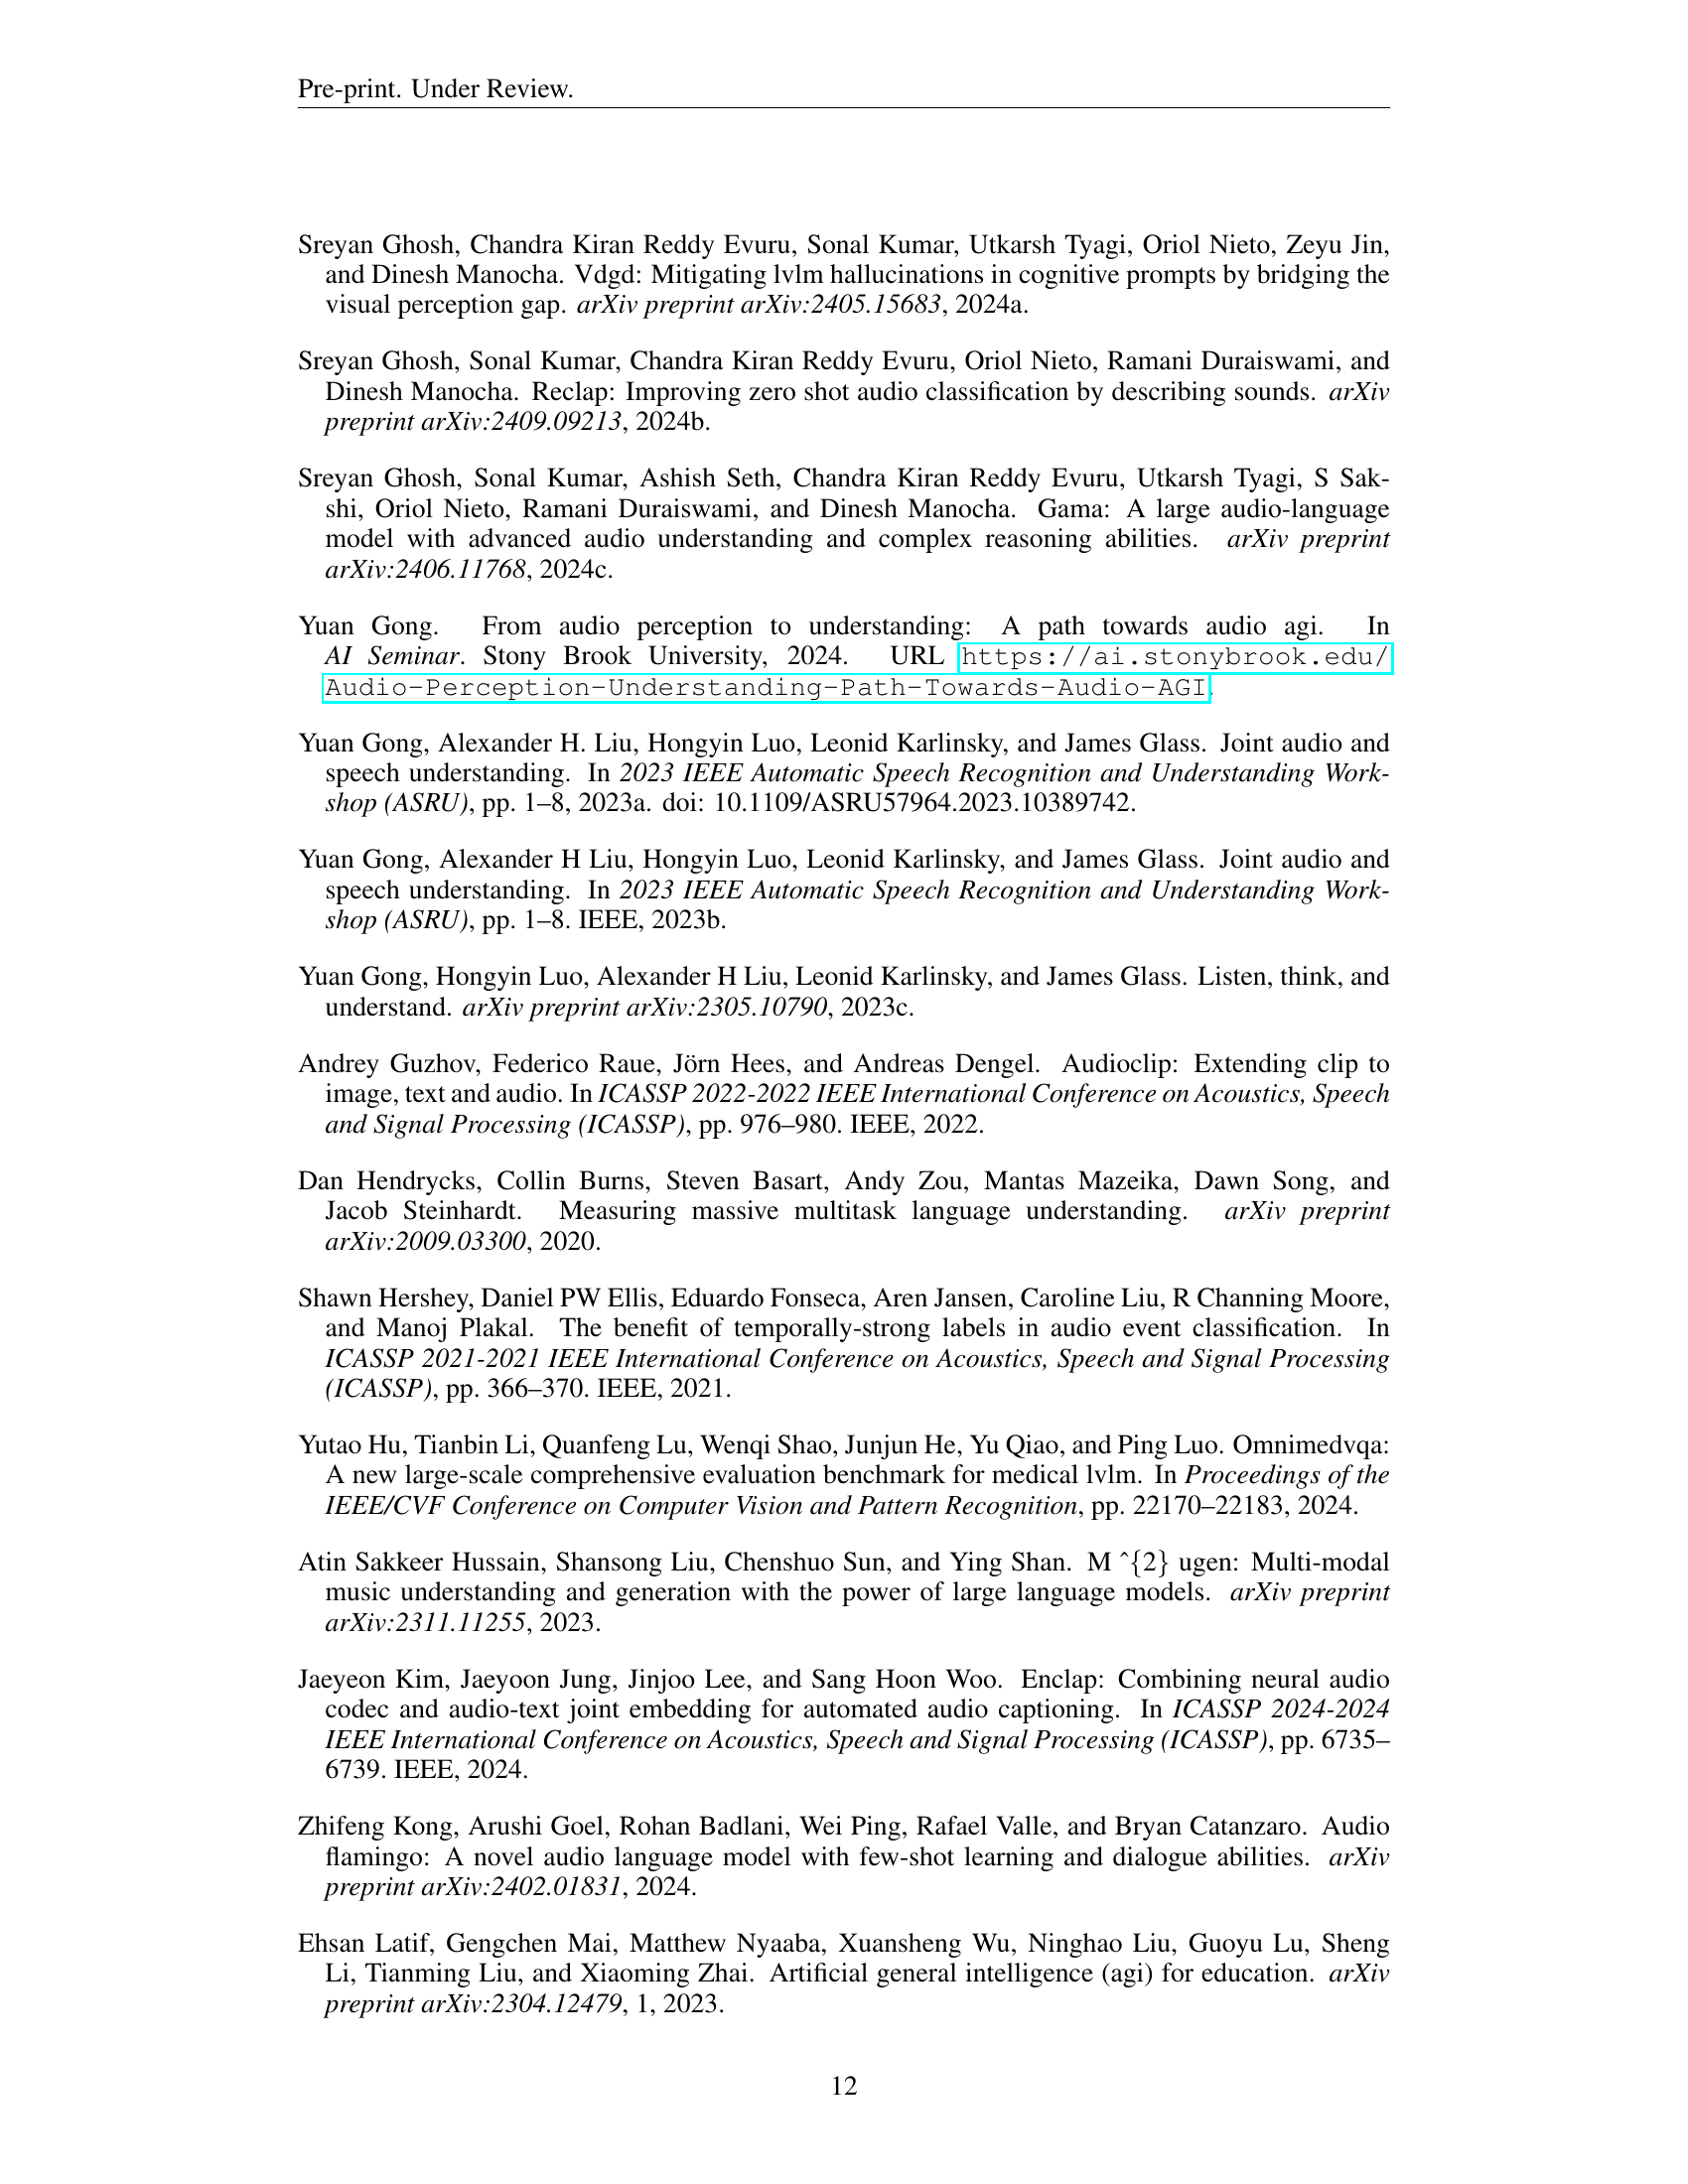 Pre-print. Under Review.
Sreyan Ghosh, Chandra Kiran Reddy Evuru, Sonal Kumar, Utkarsh Tyagi, Oriol Nieto, Zeyu Jin,
and Dinesh Manocha. Vdgd: Mitigating lvlm hallucinations in cognitive prompts by bridging the
visual perception gap. arXiv preprint arXiv:2405.15683, 2024a.
Sreyan Ghosh, Sonal Kumar, Chandra Kiran Reddy Evuru, Oriol Nieto, Ramani Duraiswami, and
Dinesh Manocha. Reclap: Improving zero shot audio classification by describing sounds. arXiv
preprint arXiv:2409.09213, 2024b.
Sreyan Ghosh, Sonal Kumar, Ashish Seth, Chandra Kiran Reddy Evuru, Utkarsh Tyagi, S Sak-
shi, Oriol Nieto, Ramani Duraiswami, and Dinesh Manocha. Gama: A large audio-language
model with advanced audio understanding and complex reasoning abilities. arXiv preprint
arXiv:2406.11768, 2024c.
Yuan Gong. From audio perception to understanding: A path towards audio agi. In
AI Seminar. Stony Brook University, 2024. URL https://ai.stonybrook.edu/
Audio-Perception-Understanding-Path-Towards-Audio-AGI.
Yuan Gong, Alexander H. Liu, Hongyin Luo, Leonid Karlinsky, and James Glass. Joint audio and
speech understanding. In 2023 IEEE Automatic Speech Recognition and Understanding Work-
shop (ASRU), pp. 1–8, 2023a. doi: 10.1109/ASRU57964.2023.10389742.
Yuan Gong, Alexander H Liu, Hongyin Luo, Leonid Karlinsky, and James Glass. Joint audio and
speech understanding. In 2023 IEEE Automatic Speech Recognition and Understanding Work-
shop (ASRU), pp. 1–8. IEEE, 2023b.
Yuan Gong, Hongyin Luo, Alexander H Liu, Leonid Karlinsky, and James Glass. Listen, think, and
understand. arXiv preprint arXiv:2305.10790, 2023c.
Andrey Guzhov, Federico Raue, Jörn Hees, and Andreas Dengel. Audioclip: Extending clip to
image, text and audio. In ICASSP 2022-2022 IEEE International Conference on Acoustics, Speech
and Signal Processing (ICASSP), pp. 976–980. IEEE, 2022.
Dan Hendrycks, Collin Burns, Steven Basart, Andy Zou, Mantas Mazeika, Dawn Song, and
Jacob Steinhardt. Measuring massive multitask language understanding. arXiv preprint
arXiv:2009.03300, 2020.
Shawn Hershey, Daniel PW Ellis, Eduardo Fonseca, Aren Jansen, Caroline Liu, R Channing Moore,
and Manoj Plakal. The benefit of temporally-strong labels in audio event classification. In
ICASSP 2021-2021 IEEE International Conference on Acoustics, Speech and Signal Processing
(ICASSP), pp. 366–370. IEEE, 2021.
Yutao Hu, Tianbin Li, Quanfeng Lu, Wenqi Shao, Junjun He, Yu Qiao, and Ping Luo. Omnimedvqa:
A new large-scale comprehensive evaluation benchmark for medical lvlm. In Proceedings of the
IEEE/CVF Conference on Computer Vision and Pattern Recognition, pp. 22170–22183, 2024.
Atin Sakkeer Hussain, Shansong Liu, Chenshuo Sun, and Ying Shan. M ˆ{2} ugen: Multi-modal
music understanding and generation with the power of large language models. arXiv preprint
arXiv:2311.11255, 2023.
Jaeyeon Kim, Jaeyoon Jung, Jinjoo Lee, and Sang Hoon Woo. Enclap: Combining neural audio
codec and audio-text joint embedding for automated audio captioning. In ICASSP 2024-2024
IEEE International Conference on Acoustics, Speech and Signal Processing (ICASSP), pp. 6735–
6739. IEEE, 2024.
Zhifeng Kong, Arushi Goel, Rohan Badlani, Wei Ping, Rafael Valle, and Bryan Catanzaro. Audio
flamingo: A novel audio language model with few-shot learning and dialogue abilities. arXiv
preprint arXiv:2402.01831, 2024.
Ehsan Latif, Gengchen Mai, Matthew Nyaaba, Xuansheng Wu, Ninghao Liu, Guoyu Lu, Sheng
Li, Tianming Liu, and Xiaoming Zhai. Artificial general intelligence (agi) for education. arXiv
preprint arXiv:2304.12479, 1, 2023.
12